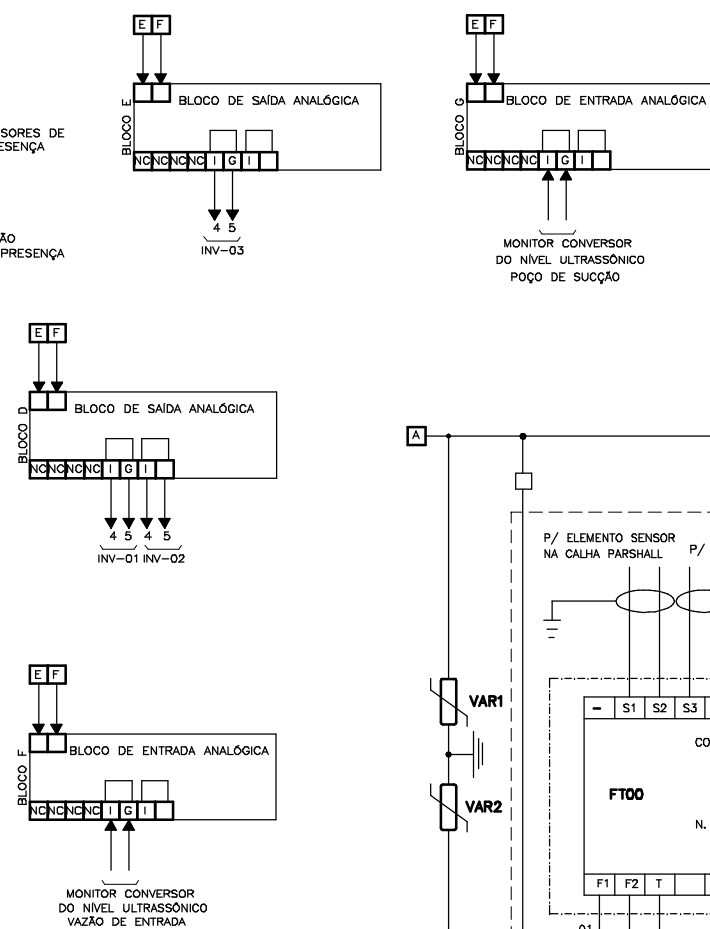 E F
BLOCO E
BLOCO DE SAÍDA ANALÓGICA
NC NC NC NC I G I
4 5
INV-03
E F
BLOCO G
BLOCO DE ENTRADA ANALÓGICA
NC NC NC NC I G I
MONITOR CONVERSOR
DO NÍVEL ULTRASSÔNICO
POÇO DE SUCÇÃO
SORES DE
ESENÇA
ÃO
PRESENÇA
E F
BLOCO D
BLOCO DE SAÍDA ANALÓGICA
NC NC NC NC I G I
4 5 4 5
INV-01 INV-02
A
P/ ELEMENTO SENSOR
NA CALHA PARSHALL
P/
VAR1
VAR2
- S1 S2 S3
CO
FT00
N.
F1 F2 T
01
E F
BLOCO F
BLOCO DE ENTRADA ANALÓGICA
NC NC NC NC I G I
MONITOR CONVERSOR
DO NÍVEL ULTRASSÔNICO
VAZÃO DE ENTRADA